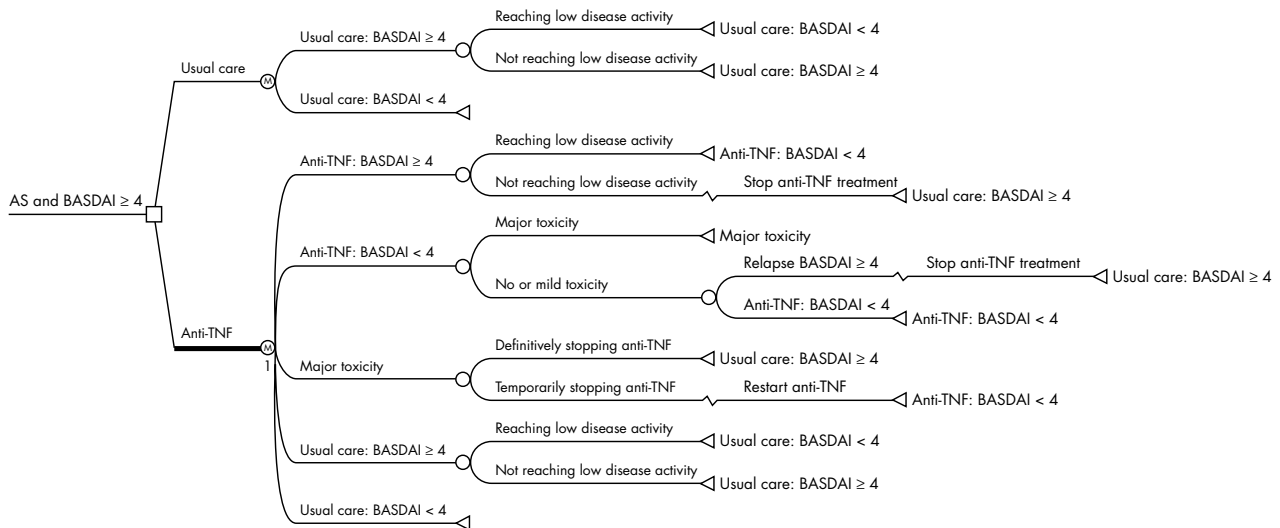 Reaching low disease activity
Usual care: BASDAI < 4
Usual care: BASDAI ≥ 4
Not reaching low disease activity
Usual care: BASDAI ≥ 4
Usual care
M
Usual care: BASDAI < 4
Reaching low disease activity
Anti-TNF: BASDAI < 4
Anti-TNF: BASDAI ≥ 4
Not reaching low disease activity
Stop anti-TNF treatment
Usual care: BASDAI ≥ 4
AS and BASDAI ≥ 4
Major toxicity
Major toxicity
Anti-TNF: BASDAI < 4
Relapse BASDAI ≥ 4
Stop anti-TNF treatment
Usual care: BASDAI ≥ 4
No or mild toxicity
Anti-TNF: BASDAI < 4
Anti-TNF: BASDAI < 4
Anti-TNF
M
1
Definitively stopping anti-TNF
Usual care: BASDAI ≥ 4
Major toxicity
Temporarily stopping anti-TNF
Restart anti-TNF
Anti-TNF: BASDAI < 4
Reaching low disease activity
Usual care: BASDAI < 4
Usual care: BASDAI ≥ 4
Not reaching low disease activity
Usual care: BASDAI ≥ 4
Usual care: BASDAI < 4